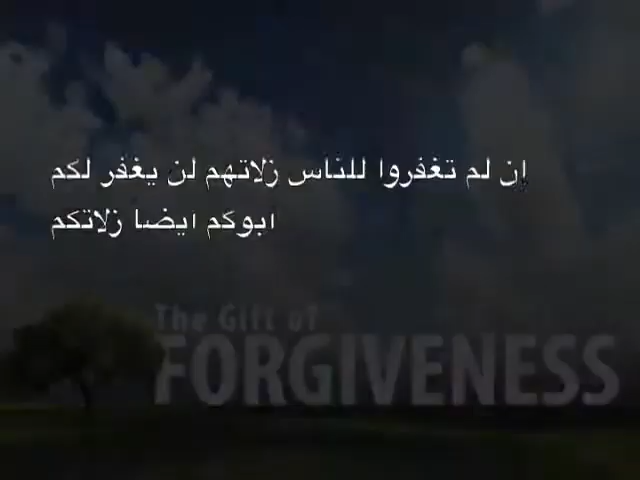 إن لم تغفروا للناس زلاتهم لن يغفر لكم
ابوكم ايضا زلاتكم
The Gift of
FORGIVENESS